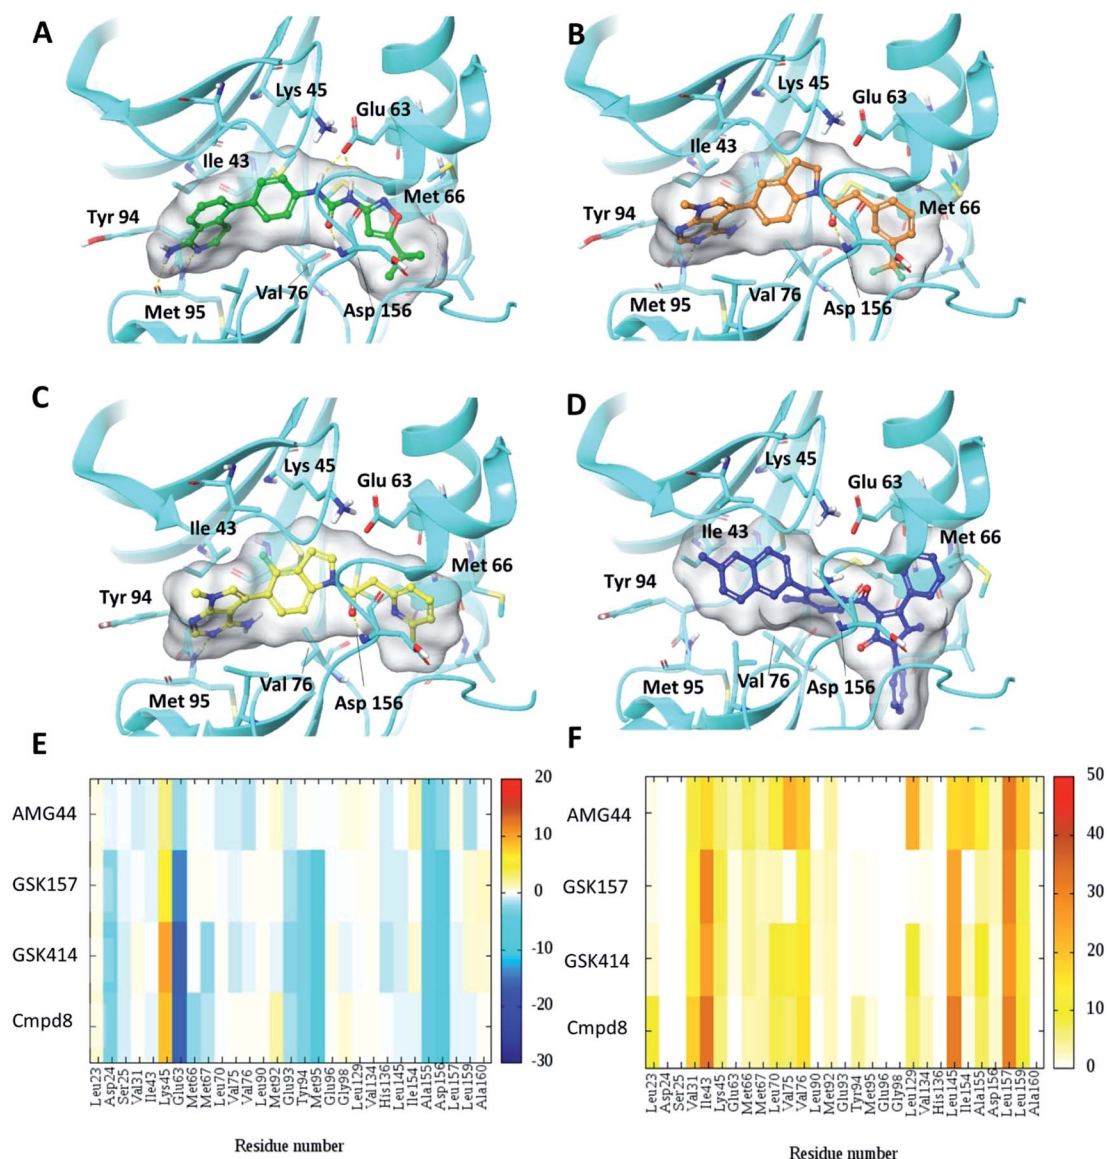 A
Lys 45
Glu 63
Ile 43
Met 66
Tyr 94
Val 76
Met 95
Asp 156
B
Lys 45
Glu 63
Ile 43
Met 66
Tyr 94
Val 76
Met 95
Asp 156
C
Lys 45
Glu 63
Ile 43
Met 66
Tyr 94
Val 76
Met 95
Asp 156
D
Lys 45
Glu 63
Ile 43
Met 66
Tyr 94
Met 95
Val 76
Asp 156
E
AMG44
GSK157
GSK414
Cmpd8
20
10
0
-10
-20
-30
Leu23
Asp24
Ser25
Val31
Ile43
Lys45
Glu63
Met66
Met67
Leu70
Val75
Val76
Leu90
Met92
Glu93
Tyr94
Met95
Glu96
Gly98
Leu129
Val134
His136
Leu145
Ile154
Ala155
Asp156
Leu157
Leu159
Ala160
Residue number
F
AMG44
GSK157
GSK414
Cmpd8
50
40
30
20
10
0
Leu23
Asp24
Ser25
Val31
Ile43
Lys45
Glu63
Met66
Met67
Leu70
Val75
Val76
Leu90
Met92
Glu93
Tyr94
Met95
Glu96
Gly98
Leu129
Val134
His136
Leu145
Ile154
Ala155
Asp156
Leu157
Leu159
Ala160
Residue number